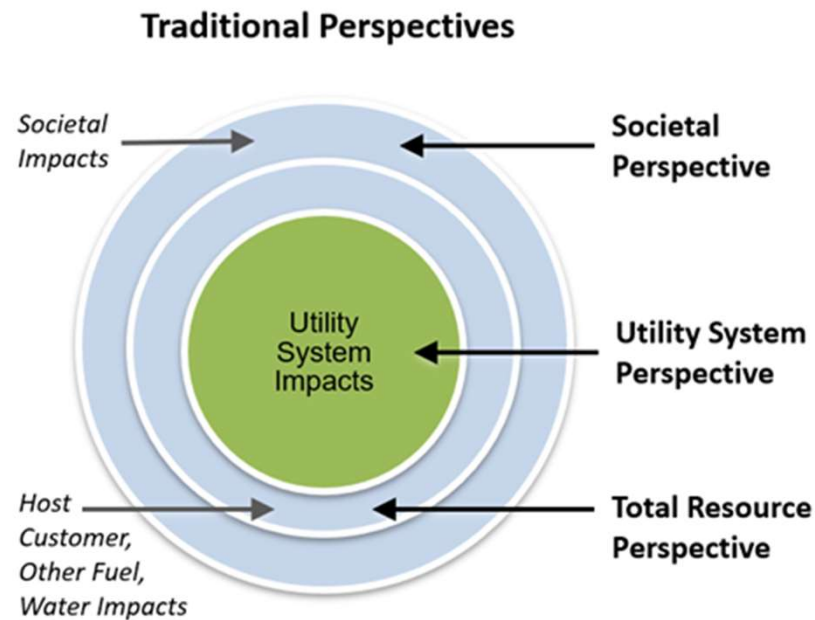 Traditional Perspectives
Societal
Impacts
Societal
Perspective
Utility
System
Impacts
Utility System
Perspective
Host
Customer,
Other Fuel,
Water Impacts
Total Resource
Perspective